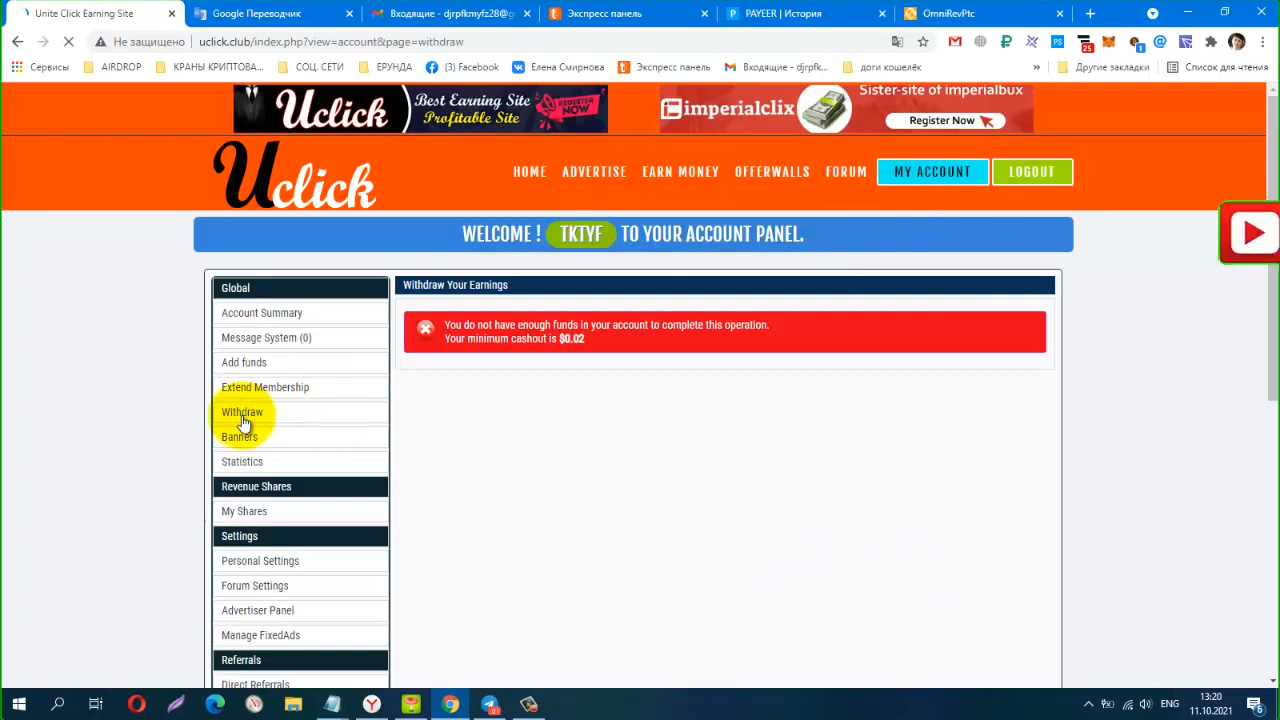 Unite Click Earning Site
Google Переводчик
Входящие - djrpfkmyfz28@g
Экспресс панель
PAYEER | История
OmniRevPtc
Не защищено
uclick.club/index.php?view=account&page=withdraw
25
1
Сервисы
AIRDROP
КРАНЫ КРИПТОВА...
СОЦ. СЕТИ
ЕРУНДА
(3) Facebook
Елена Смирнова
Экспресс панель
Входящие - djrpfk...
доги кошелёк
»
Другие закладки
Список для чтения
Uclick
Best Earning Site
Profitable Site
REGISTER NOW
imperialclix
Sister-site of imperialbux
Register Now
Uclick
HOME
ADVERTISE
EARN MONEY
OFFERWALLS
FORUM
MY ACCOUNT
LOGOUT
WELCOME ! TKTYF TO YOUR ACCOUNT PANEL.
Global
Account Summary
Message System (0)
Add funds
Extend Membership
Withdraw
Banners
Statistics
Revenue Shares
My Shares
Settings
Personal Settings
Forum Settings
Advertiser Panel
Manage FixedAds
Referrals
Direct Referrals
Withdraw Your Earnings
You do not have enough funds in your account to complete this operation.
Your minimum cashout is $0.02
ENG
13:20
11.10.2021
6